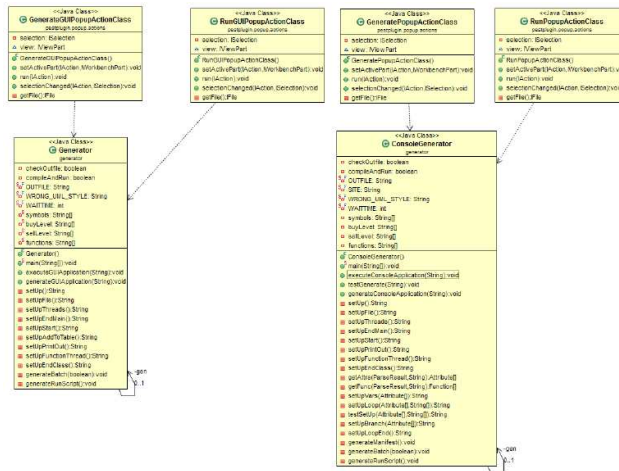 <<Java Class>>
GenerateGUIPopupActionClass
pestplugin.popup.actions
selection: ISelection
view: IViewPart
GenerateGUIPopupActionClass()
setActivePart(IAction,IWorkbenchPart):void
run(IAction):void
selectionChanged(IAction,ISelection):void
getFile():IFile
<<Java Class>>
RunGUIPopupActionClass
pestplugin.popup.actions
selection: ISelection
view: IViewPart
RunGUIPopupActionClass()
setActivePart(IAction,IWorkbenchPart):void
run(IAction):void
selectionChanged(IAction,ISelection):void
getFile():IFile
<<Java Class>>
GeneratePopupActionClass
pestplugin.popup.actions
selection: ISelection
view: IViewPart
GeneratePopupActionClass()
setActivePart(IAction,IWorkbenchPart):void
run(IAction):void
selectionChanged(IAction,ISelection):void
getFile():IFile
<<Java Class>>
RunPopupActionClass
pestplugin.popup.actions
selection: ISelection
view: IViewPart
RunPopupActionClass()
setActivePart(IAction,IWorkbenchPart):void
run(IAction):void
selectionChanged(IAction,ISelection):void
getFile():IFile
<<Java Class>>
Generator
generator
checkOutfile: boolean
compileAndRun: boolean
OUTFILE: String
WRONG_UML_STYLE: String
WAITTIME: int
symbols: String[]
buyLevel: String[]
sellLevel: String[]
functions: String[]
Generator()
main(String[]):void
executeGUIApplication(String):void
generateGUIApplication(String):void
setUp():String
setUpFile():String
setUpThreads():String
setUpEndMain():String
setUpStart():String
setUpAddToTable():String
setUpPrintOut():String
setUpFunctionThread():String
setUpEndClass():String
generateBatch(boolean):void
generateRunScript():void
-gen
0..1
<<Java Class>>
ConsoleGenerator
generator
checkOutfile: boolean
compileAndRun: boolean
OUTFILE: String
SITE: String
WRONG_UML_STYLE: String
WAITTIME: int
symbols: String[]
buyLevel: String[]
sellLevel: String[]
functions: String[]
ConsoleGenerator()
main(String[]):void
executeConsoleApplication(String):void
testGenerate(String):void
generateConsoleApplication(String):void
setUp():String
setUpFile():String
setUpThreads():String
setUpEndMain():String
setUpStart():String
setUpPrintOut():String
setUpFunctionThread():String
setUpEndClass():String
getAttrs(ParseResult,String):Attribute[]
getFunc(ParseResult,String):Function[]
setUpVars(Attribute[]):String
setUpLoop(Attribute[],String[]):String
testSetUp(Attribute[],String[]):String
setUpBranch(Attribute[]):String
setUpLoopEnd():String
generateManifest():void
generateBatch(boolean):void
generateRunScript():void
-gen
0..1